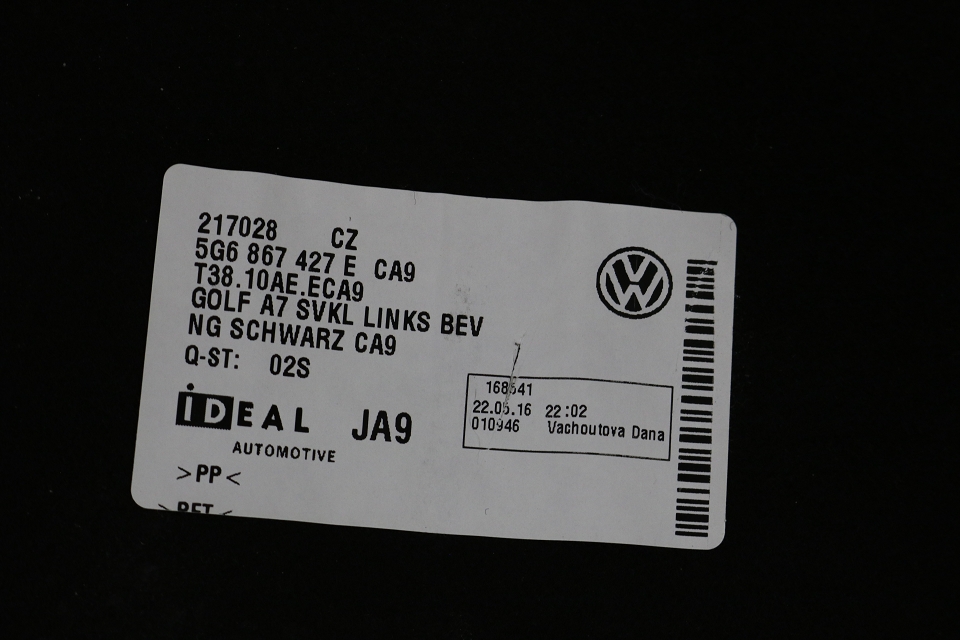 217028 CZ
5G6 867 427 E CA9
T38.10AE.ECA9
GOLF A7 SVKL LINKS BEV
NG SCHWARZ CA9
Q-ST: 02S
iDEAL JA9
AUTOMOTIVE
>PP<
168541
22.05.16 22:02
010946 Vachoutova Dana